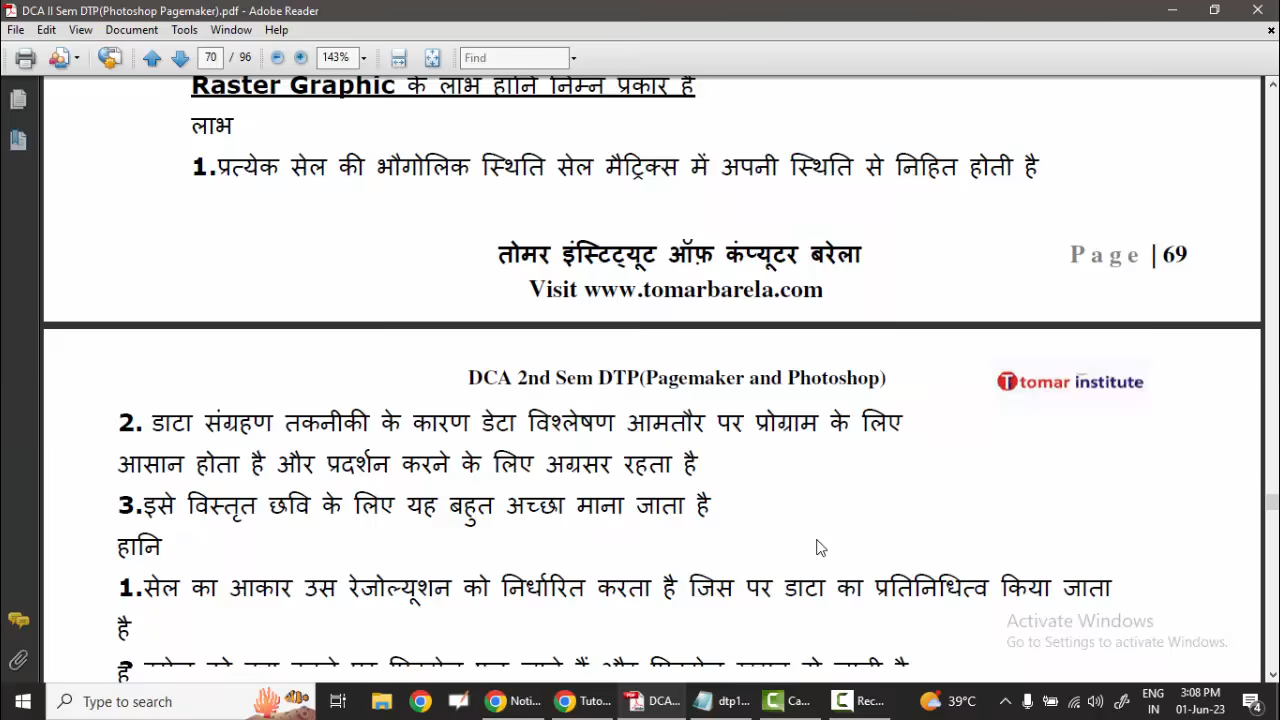 DCA II Sem DTP(Photoshop Pagemaker).pdf - Adobe Reader
File Edit View Document Tools Window Help
70 / 96 143% Find
Raster Graphic के लाभ हानि निम्न प्रकार है
लाभ
1.प्रत्येक सेल की भौगोलिक स्थिति सेल मैट्रिक्स में अपनी स्थिति से निहित होती है
तोमर इंस्टिट्यूट ऑफ़ कंप्यूटर बरेला
Page | 69
Visit www.tomarbarela.com
DCA 2nd Sem DTP(Pagemaker and Photoshop)
tomar institute
2. डाटा संग्रहण तकनीकी के कारण डेटा विश्लेषण आमतौर पर प्रोग्राम के लिए
आसान होता है और प्रदर्शन करने के लिए अग्रसर रहता है
3.इसे विस्तृत छवि के लिए यह बहुत अच्छा माना जाता है
हानि
1.सेल का आकार उस रेजोल्यूशन को निर्धारित करता है जिस पर डाटा का प्रतिनिधित्व किया जाता
है
Activate Windows
Go to Settings to activate Windows.
Type here to search
Noti...
Tuto...
DCA...
dtp1...
Ca...
Rec...
39°C
ENG
IN
3:08 PM
01-Jun-23
4